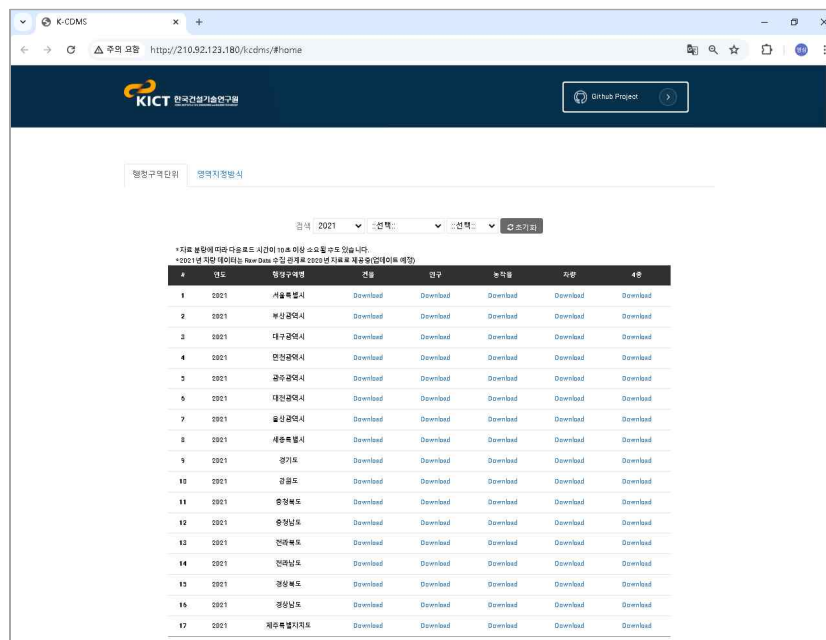 K-CDMS
주의 요함 http://210.92.123.180/kcdms/#home
KICT 한국건설기술연구원
Github Project
행정구역단위 영역지정방식
검색 2021 ::선택:: ::선택:: 초기화
*자료 분량에 따라 다운로드 시간이 10초 이상 소요될 수도 있습니다.
*2021년 차량 데이터는 Raw Data 수집 관계로 2020년 자료로 제공중(업데이트 예정)
# 연도 행정구역명 건물 인구 농작물 차량 4종
1 2021 서울특별시 Download Download Download Download Download
2 2021 부산광역시 Download Download Download Download Download
3 2021 대구광역시 Download Download Download Download Download
4 2021 인천광역시 Download Download Download Download Download
5 2021 광주광역시 Download Download Download Download Download
6 2021 대전광역시 Download Download Download Download Download
7 2021 울산광역시 Download Download Download Download Download
8 2021 세종특별시 Download Download Download Download Download
9 2021 경기도 Download Download Download Download Download
10 2021 강원도 Download Download Download Download Download
11 2021 충청북도 Download Download Download Download Download
12 2021 충청남도 Download Download Download Download Download
13 2021 전라북도 Download Download Download Download Download
14 2021 전라남도 Download Download Download Download Download
15 2021 경상북도 Download Download Download Download Download
16 2021 경상남도 Download Download Download Download Download
17 2021 제주특별자치도 Download Download Download Download Download